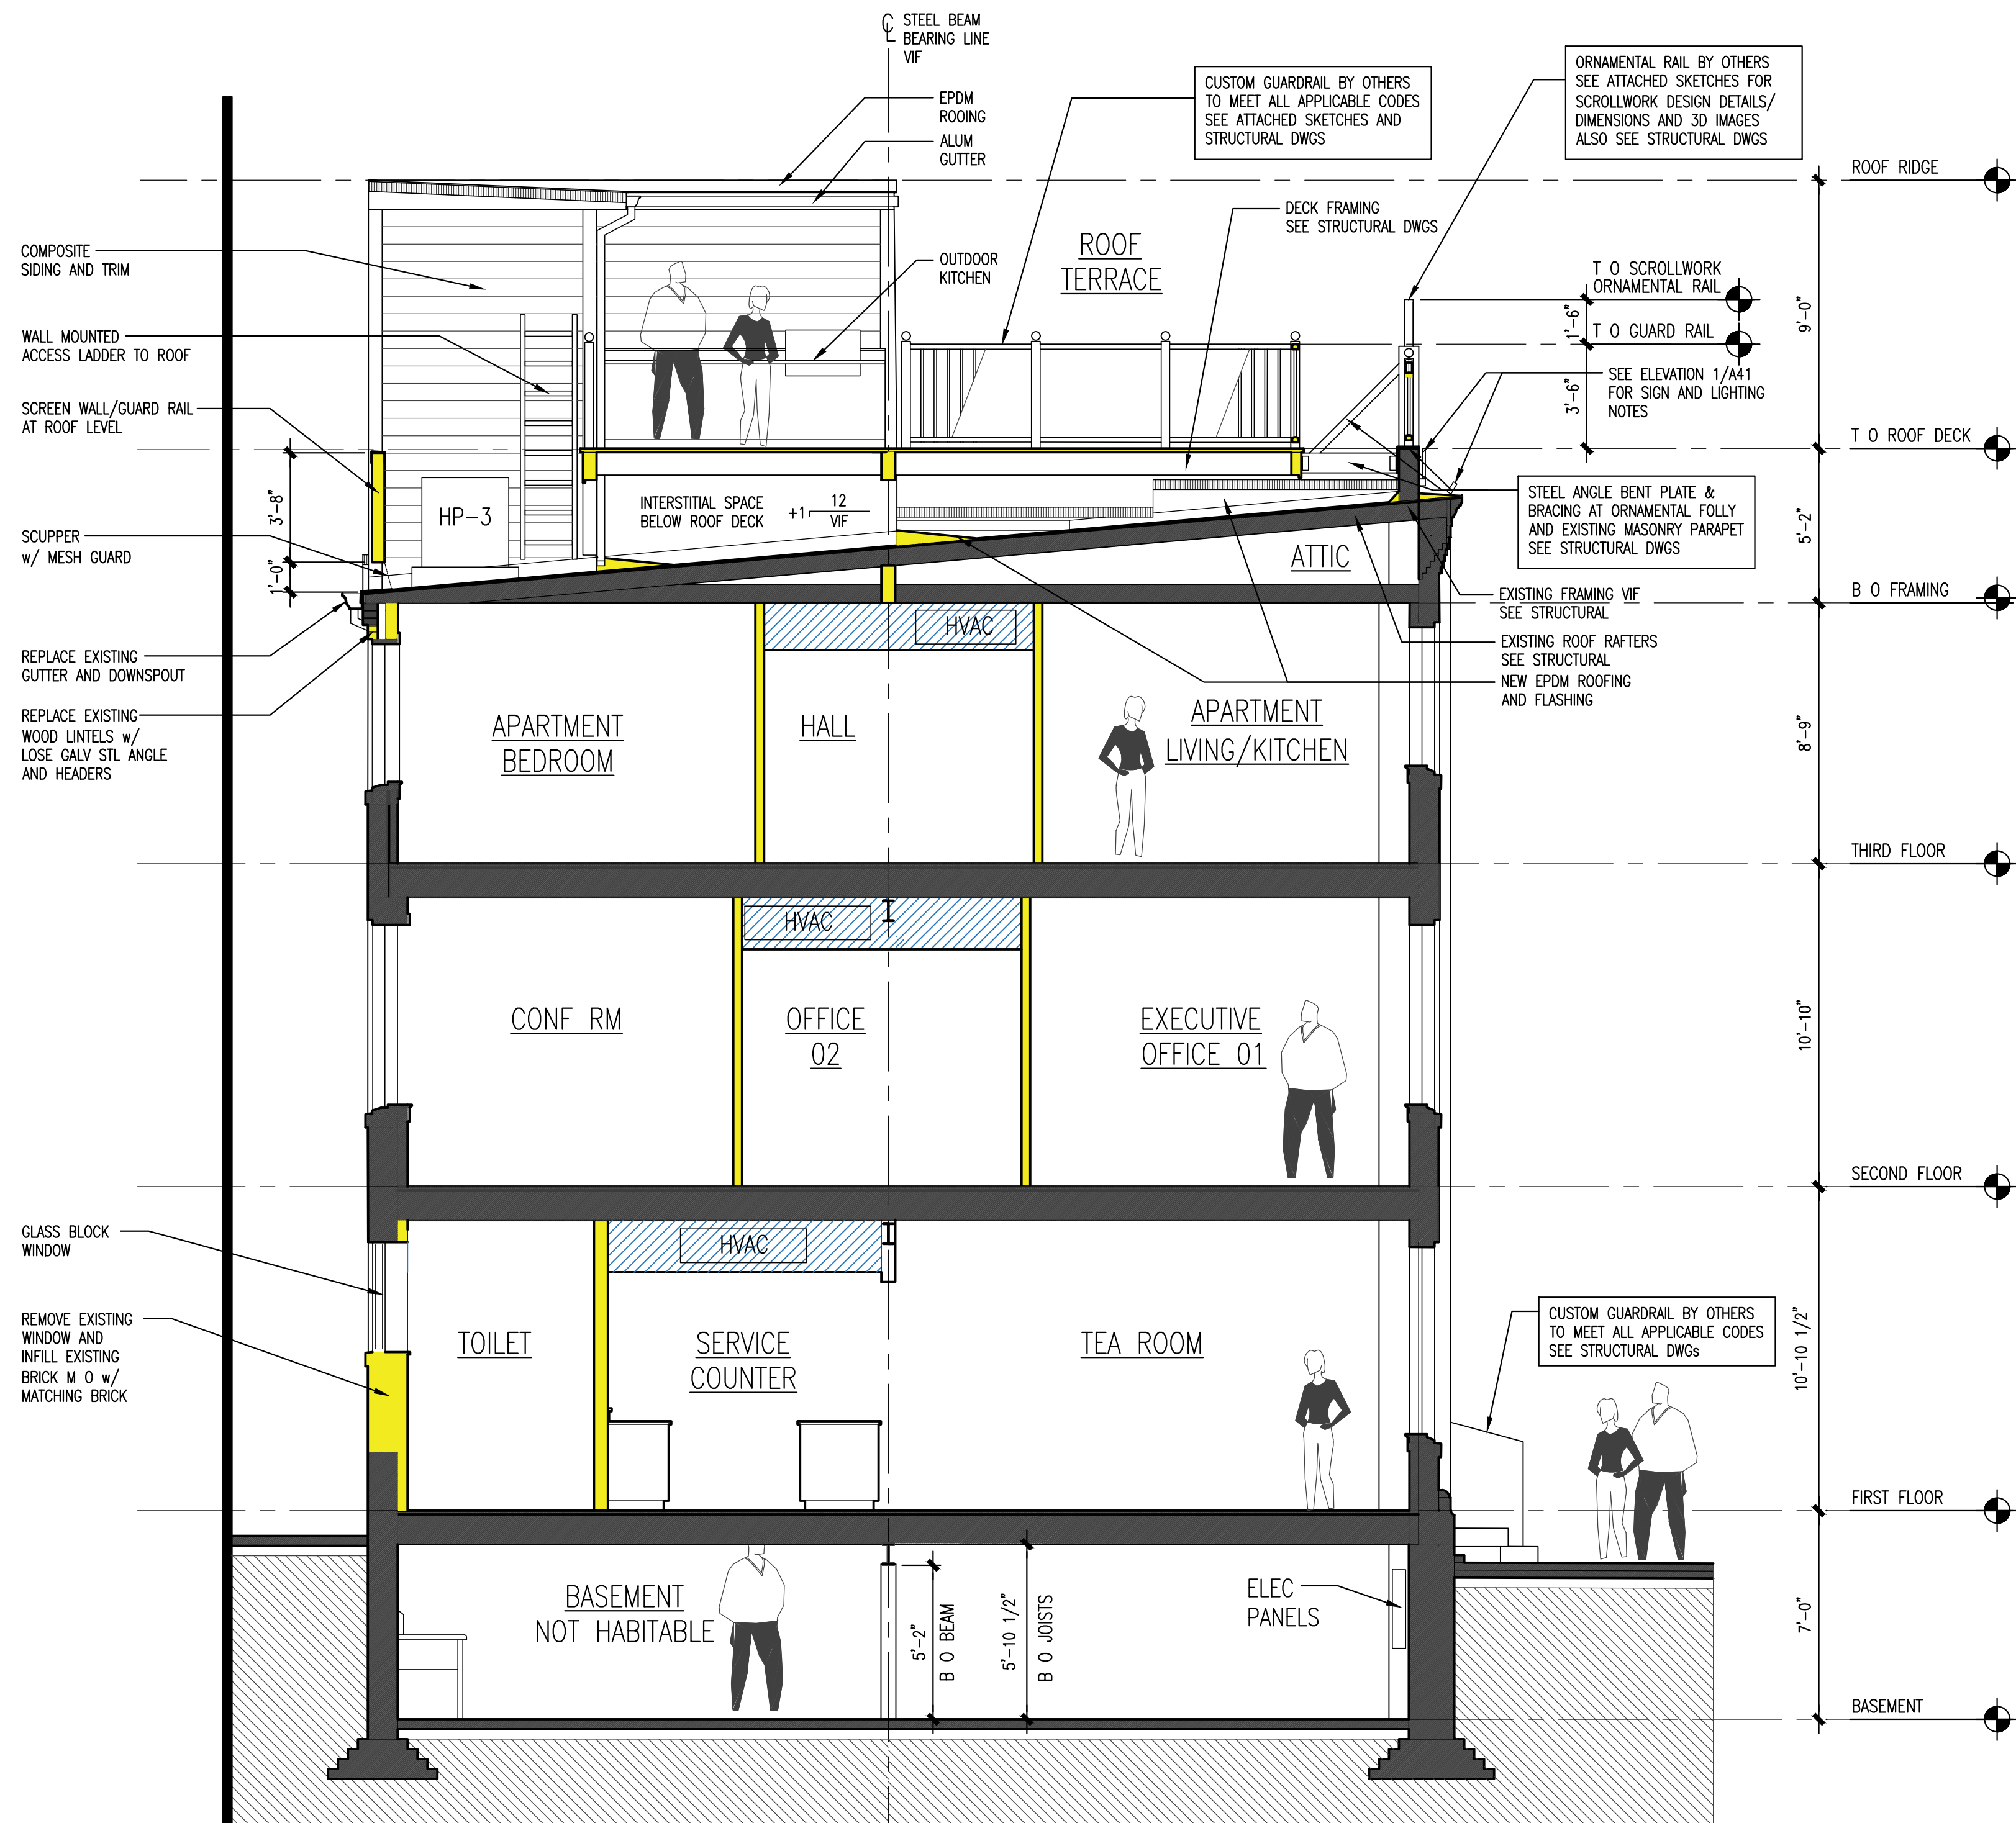 ℄ STEEL BEAM
BEARING LINE
VIF
EPDM
ROOING
ALUM
GUTTER
CUSTOM GUARDRAIL BY OTHERS
TO MEET ALL APPLICABLE CODES
SEE ATTACHED SKETCHES AND
STRUCTURAL DWGS
ORNAMENTAL RAIL BY OTHERS
SEE ATTACHED SKETCHES FOR
SCROLLWORK DESIGN DETAILS/
DIMENSIONS AND 3D IMAGES
ALSO SEE STRUCTURAL DWGS
ROOF RIDGE
DECK FRAMING
SEE STRUCTURAL DWGS
ROOF
TERRACE
COMPOSITE
SIDING AND TRIM
OUTDOOR
KITCHEN
T O SCROLLWORK
ORNAMENTAL RAIL
1'-6"
T O GUARD RAIL
9'-0"
WALL MOUNTED
ACCESS LADDER TO ROOF
SEE ELEVATION 1/A41
FOR SIGN AND LIGHTING
NOTES
3'-6"
SCREEN WALL/GUARD RAIL
AT ROOF LEVEL
T O ROOF DECK
3'-8"
HP-3
INTERSTITIAL SPACE
BELOW ROOF DECK
+1
12
VIF
STEEL ANGLE BENT PLATE &
BRACING AT ORNAMENTAL FOLLY
AND EXISTING MASONRY PARAPET
SEE STRUCTURAL DWGS
5'-2"
SCUPPER
w/ MESH GUARD
1'-0"
ATTIC
B O FRAMING
EXISTING FRAMING VIF
SEE STRUCTURAL
HVAC
EXISTING ROOF RAFTERS
SEE STRUCTURAL
NEW EPDM ROOFING
AND FLASHING
REPLACE EXISTING
GUTTER AND DOWNSPOUT
REPLACE EXISTING
WOOD LINTELS w/
LOSE GALV STL ANGLE
AND HEADERS
APARTMENT
BEDROOM
HALL
APARTMENT
LIVING/KITCHEN
8'-9"
THIRD FLOOR
HVAC
CONF RM
OFFICE
02
EXECUTIVE
OFFICE 01
10'-10"
SECOND FLOOR
GLASS BLOCK
WINDOW
HVAC
REMOVE EXISTING
WINDOW AND
INFILL EXISTING
BRICK M O w/
MATCHING BRICK
TOILET
SERVICE
COUNTER
TEA ROOM
CUSTOM GUARDRAIL BY OTHERS
TO MEET ALL APPLICABLE CODES
SEE STRUCTURAL DWGs
10'-10 1/2"
FIRST FLOOR
BASEMENT
NOT HABITABLE
5'-2"
B O BEAM
5'-10 1/2"
B O JOISTS
ELEC
PANELS
7'-0"
BASEMENT